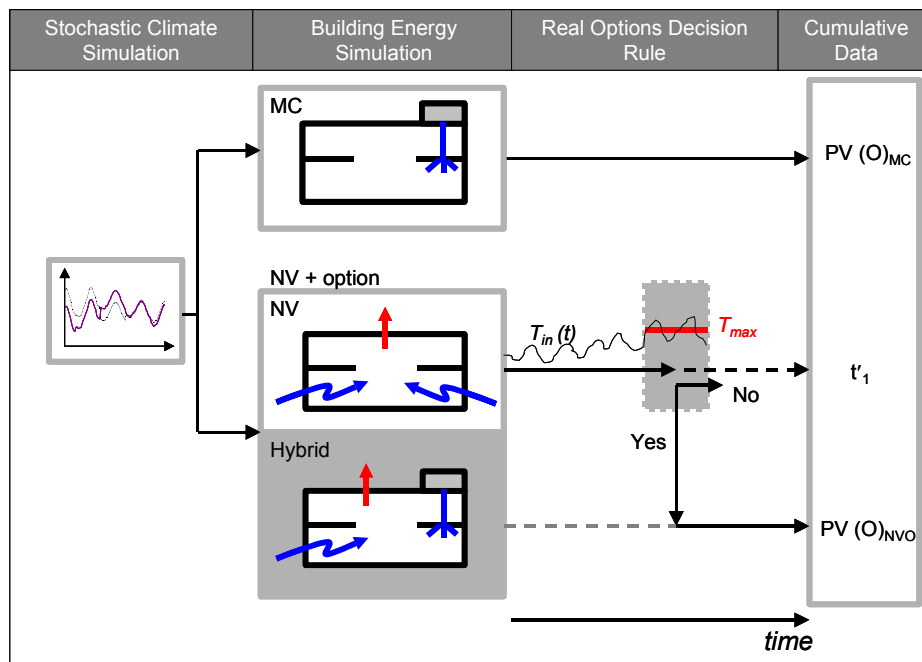 Stochastic Climate
Simulation
Building Energy
Simulation
Real Options Decision
Rule
Cumulative
Data
MC
PV (O)MC
NV + option
NV
Tin (t)
Tmax
t'1
No
Yes
Hybrid
PV (O)NVO
time